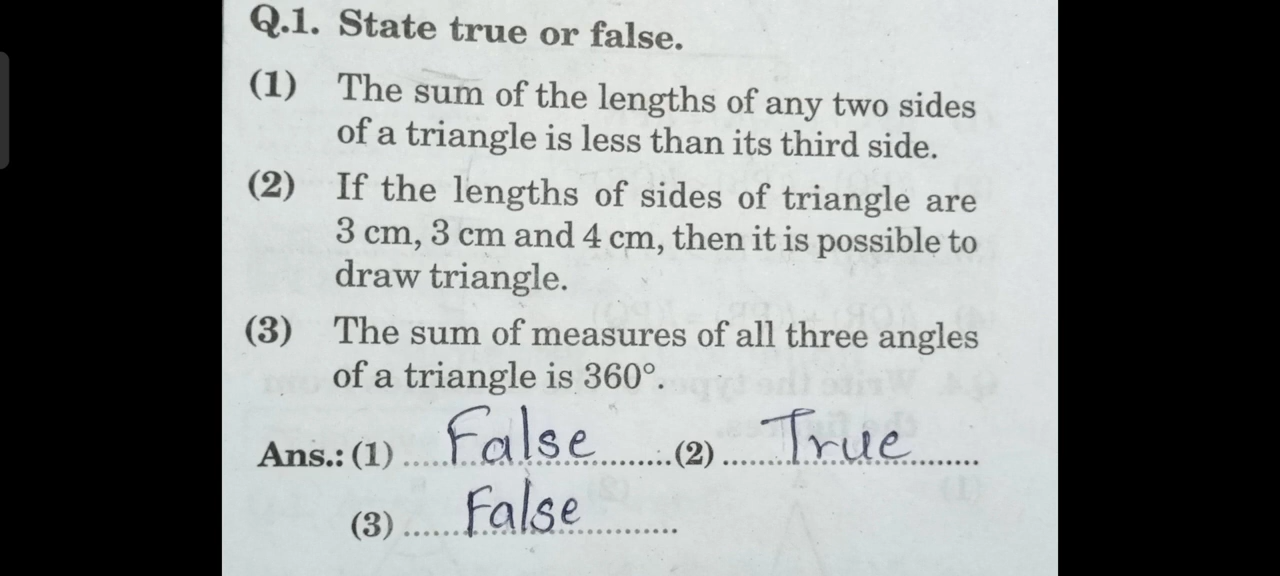 Q.1. State true or false.
(1) The sum of the lengths of any two sides
of a triangle is less than its third side.
(2) If the lengths of sides of triangle are
3 cm, 3 cm and 4 cm, then it is possible to
draw triangle.
(3) The sum of measures of all three angles
of a triangle is 360°.
Ans.: (1) ..... False ........(2) ..... True .......
(3) ...... False ..........